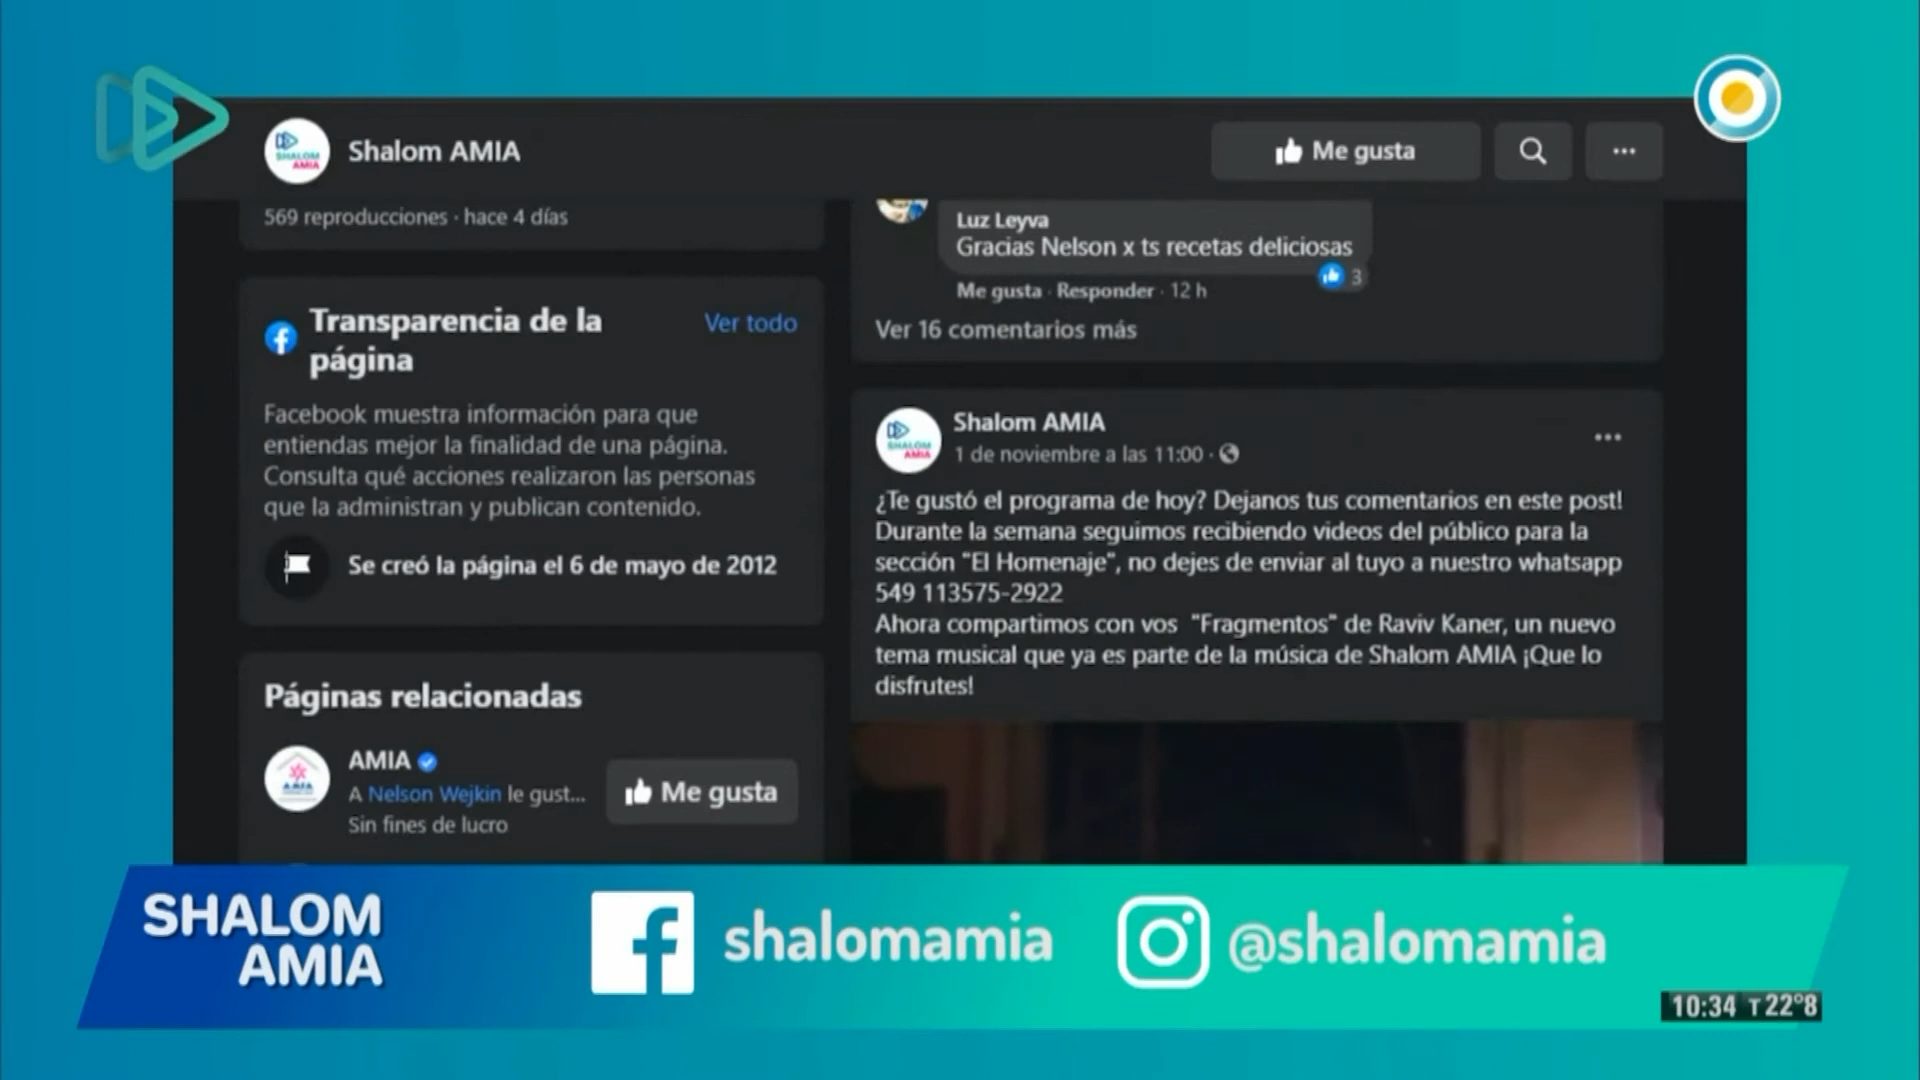 SHALOM
AMIA
Shalom AMIA
Me gusta
569 reproducciones · hace 4 días
Transparencia de la
página
Ver todo
Facebook muestra información para que
entiendas mejor la finalidad de una página.
Consulta qué acciones realizaron las personas
que la administran y publican contenido.
Se creó la página el 6 de mayo de 2012
Páginas relacionadas
AMIA
AMIA
A Nelson Wejkin le gust...
Sin fines de lucro
Me gusta
Luz Leyva
Gracias Nelson x ts recetas deliciosas
3
Me gusta · Responder · 12 h
Ver 16 comentarios más
SHALOM
AMIA
Shalom AMIA
1 de noviembre a las 11:00 ·
¿Te gustó el programa de hoy? Dejanos tus comentarios en este post!
Durante la semana seguimos recibiendo videos del público para la
sección "El Homenaje", no dejes de enviar al tuyo a nuestro whatsapp
549 113575-2922
Ahora compartimos con vos "Fragmentos" de Raviv Kaner, un nuevo
tema musical que ya es parte de la música de Shalom AMIA ¡Que lo
disfrutes!
SHALOM
AMIA
shalomamia
@shalomamia
10:34 T 22°8